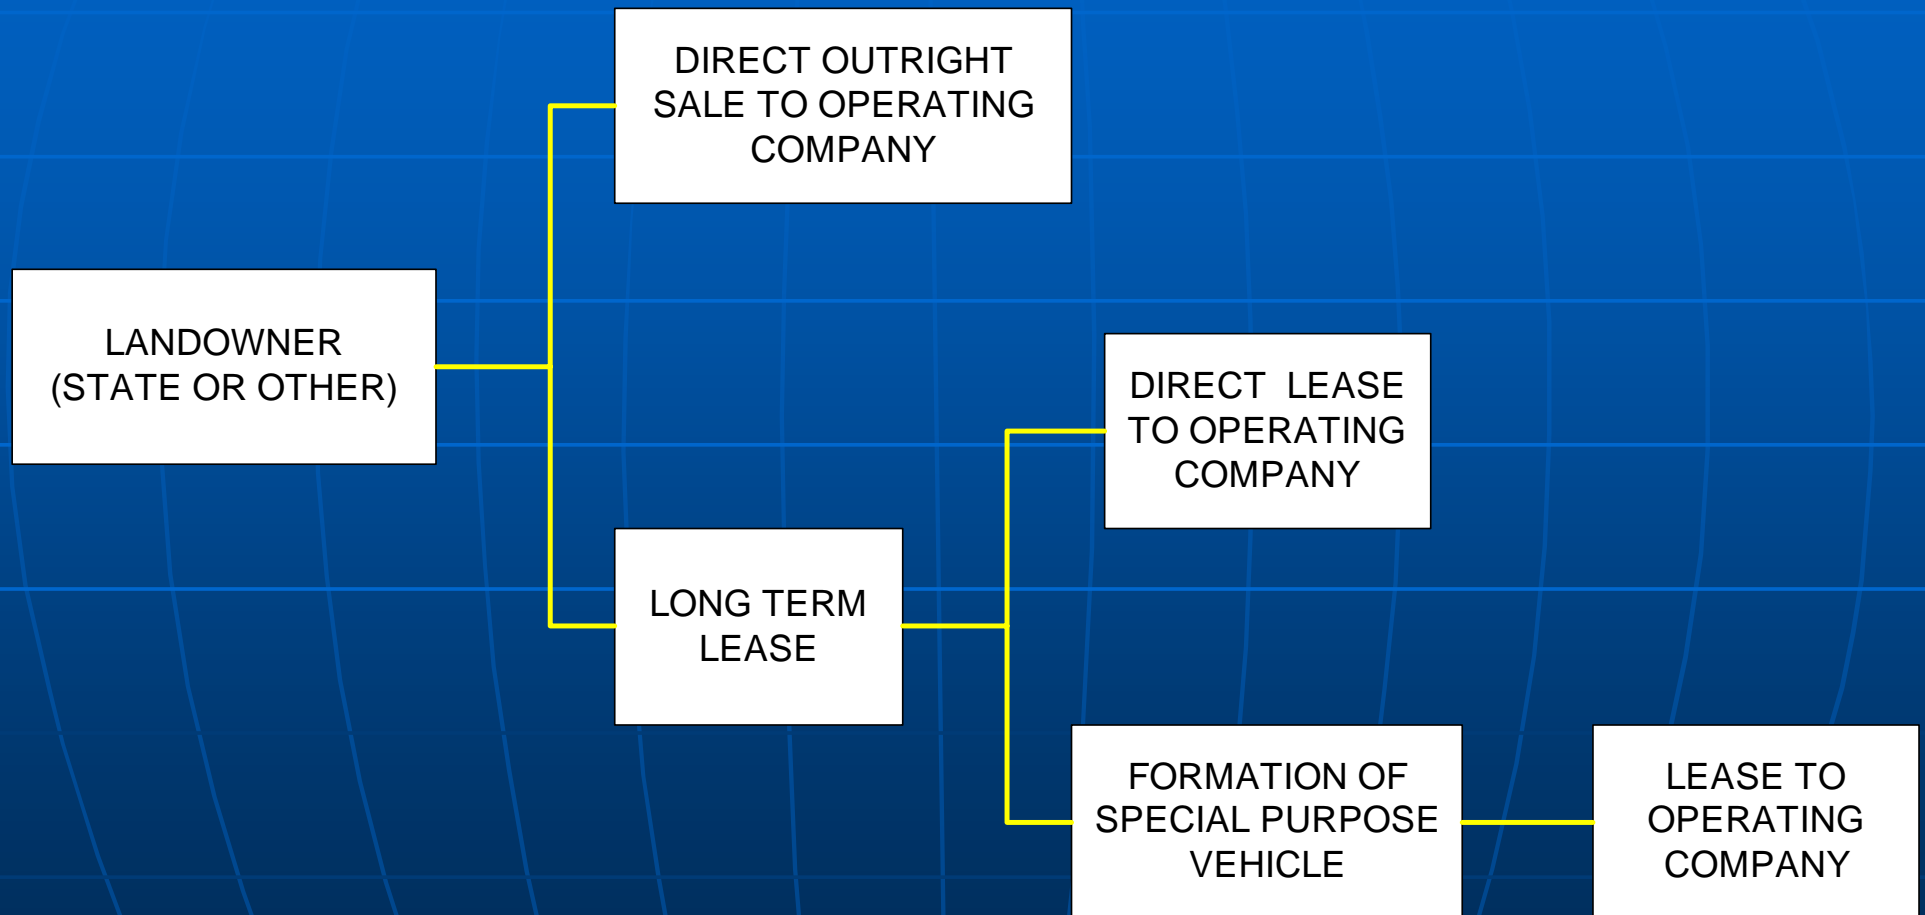 DIRECT OUTRIGHT
SALE TO OPERATING
COMPANY
LANDOWNER
(STATE OR OTHER)
DIRECT  LEASE
TO OPERATING
COMPANY
LONG TERM
LEASE
FORMATION OF
SPECIAL PURPOSE
VEHICLE
LEASE TO
OPERATING
COMPANY